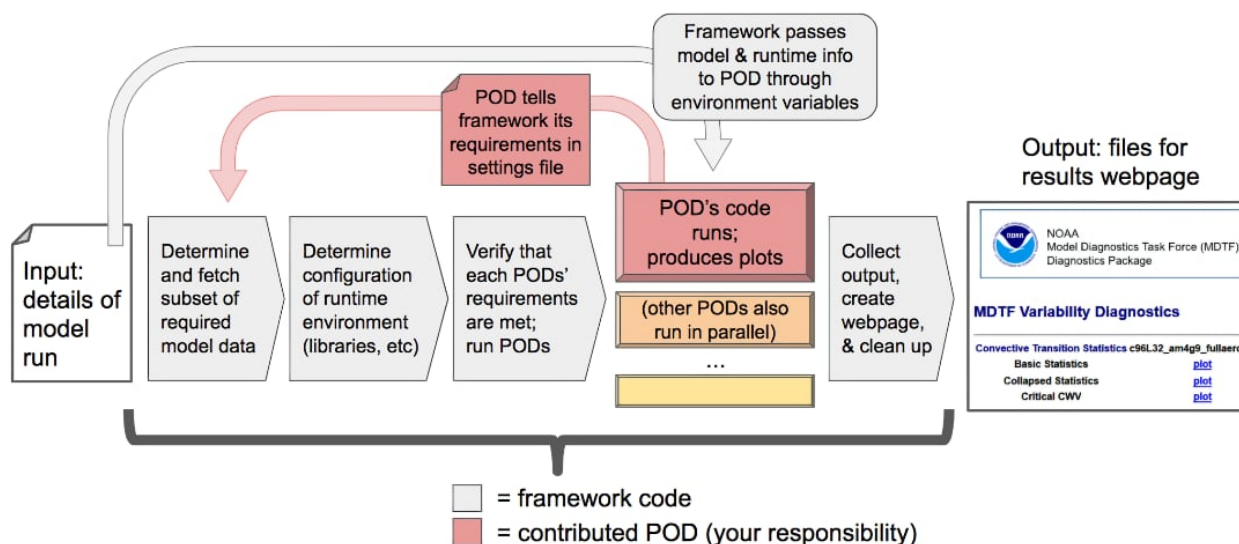 Framework passes
model & runtime info
to POD through
environment variables
POD tells
framework its
requirements in
settings file
Input:
details of
model
run
Determine
and fetch
subset of
required
model data
Determine
configuration
of runtime
environment
(libraries, etc)
Verify that
each PODs'
requirements
are met;
run PODs
POD's code
runs;
produces plots
(other PODs also
run in parallel)
...
Collect
output,
create
webpage,
& clean up
Output: files for
results webpage
NOAA
NOAA
Model Diagnostics Task Force (MDTF)
Diagnostics Package
MDTF Variability Diagnostics
Convective Transition Statistics c96L32_am4g9_fullaero
Basic Statistics plot
Collapsed Statistics plot
Critical CWV plot
= framework code
= contributed POD (your responsibility)